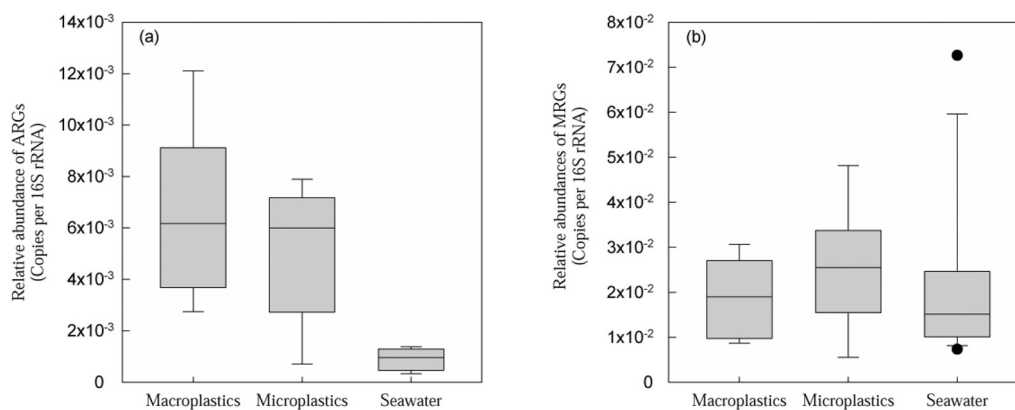 (a)
Relative abundance of ARGs
(Copies per 16S rRNA)
14x10⁻³
12x10⁻³
10x10⁻³
8x10⁻³
6x10⁻³
4x10⁻³
2x10⁻³
0
Macroplastics Microplastics Seawater
(b)
Relative abundances of MRGs
(Copies per 16S rRNA)
8x10⁻²
7x10⁻²
6x10⁻²
5x10⁻²
4x10⁻²
3x10⁻²
2x10⁻²
1x10⁻²
0
Macroplastics Microplastics Seawater